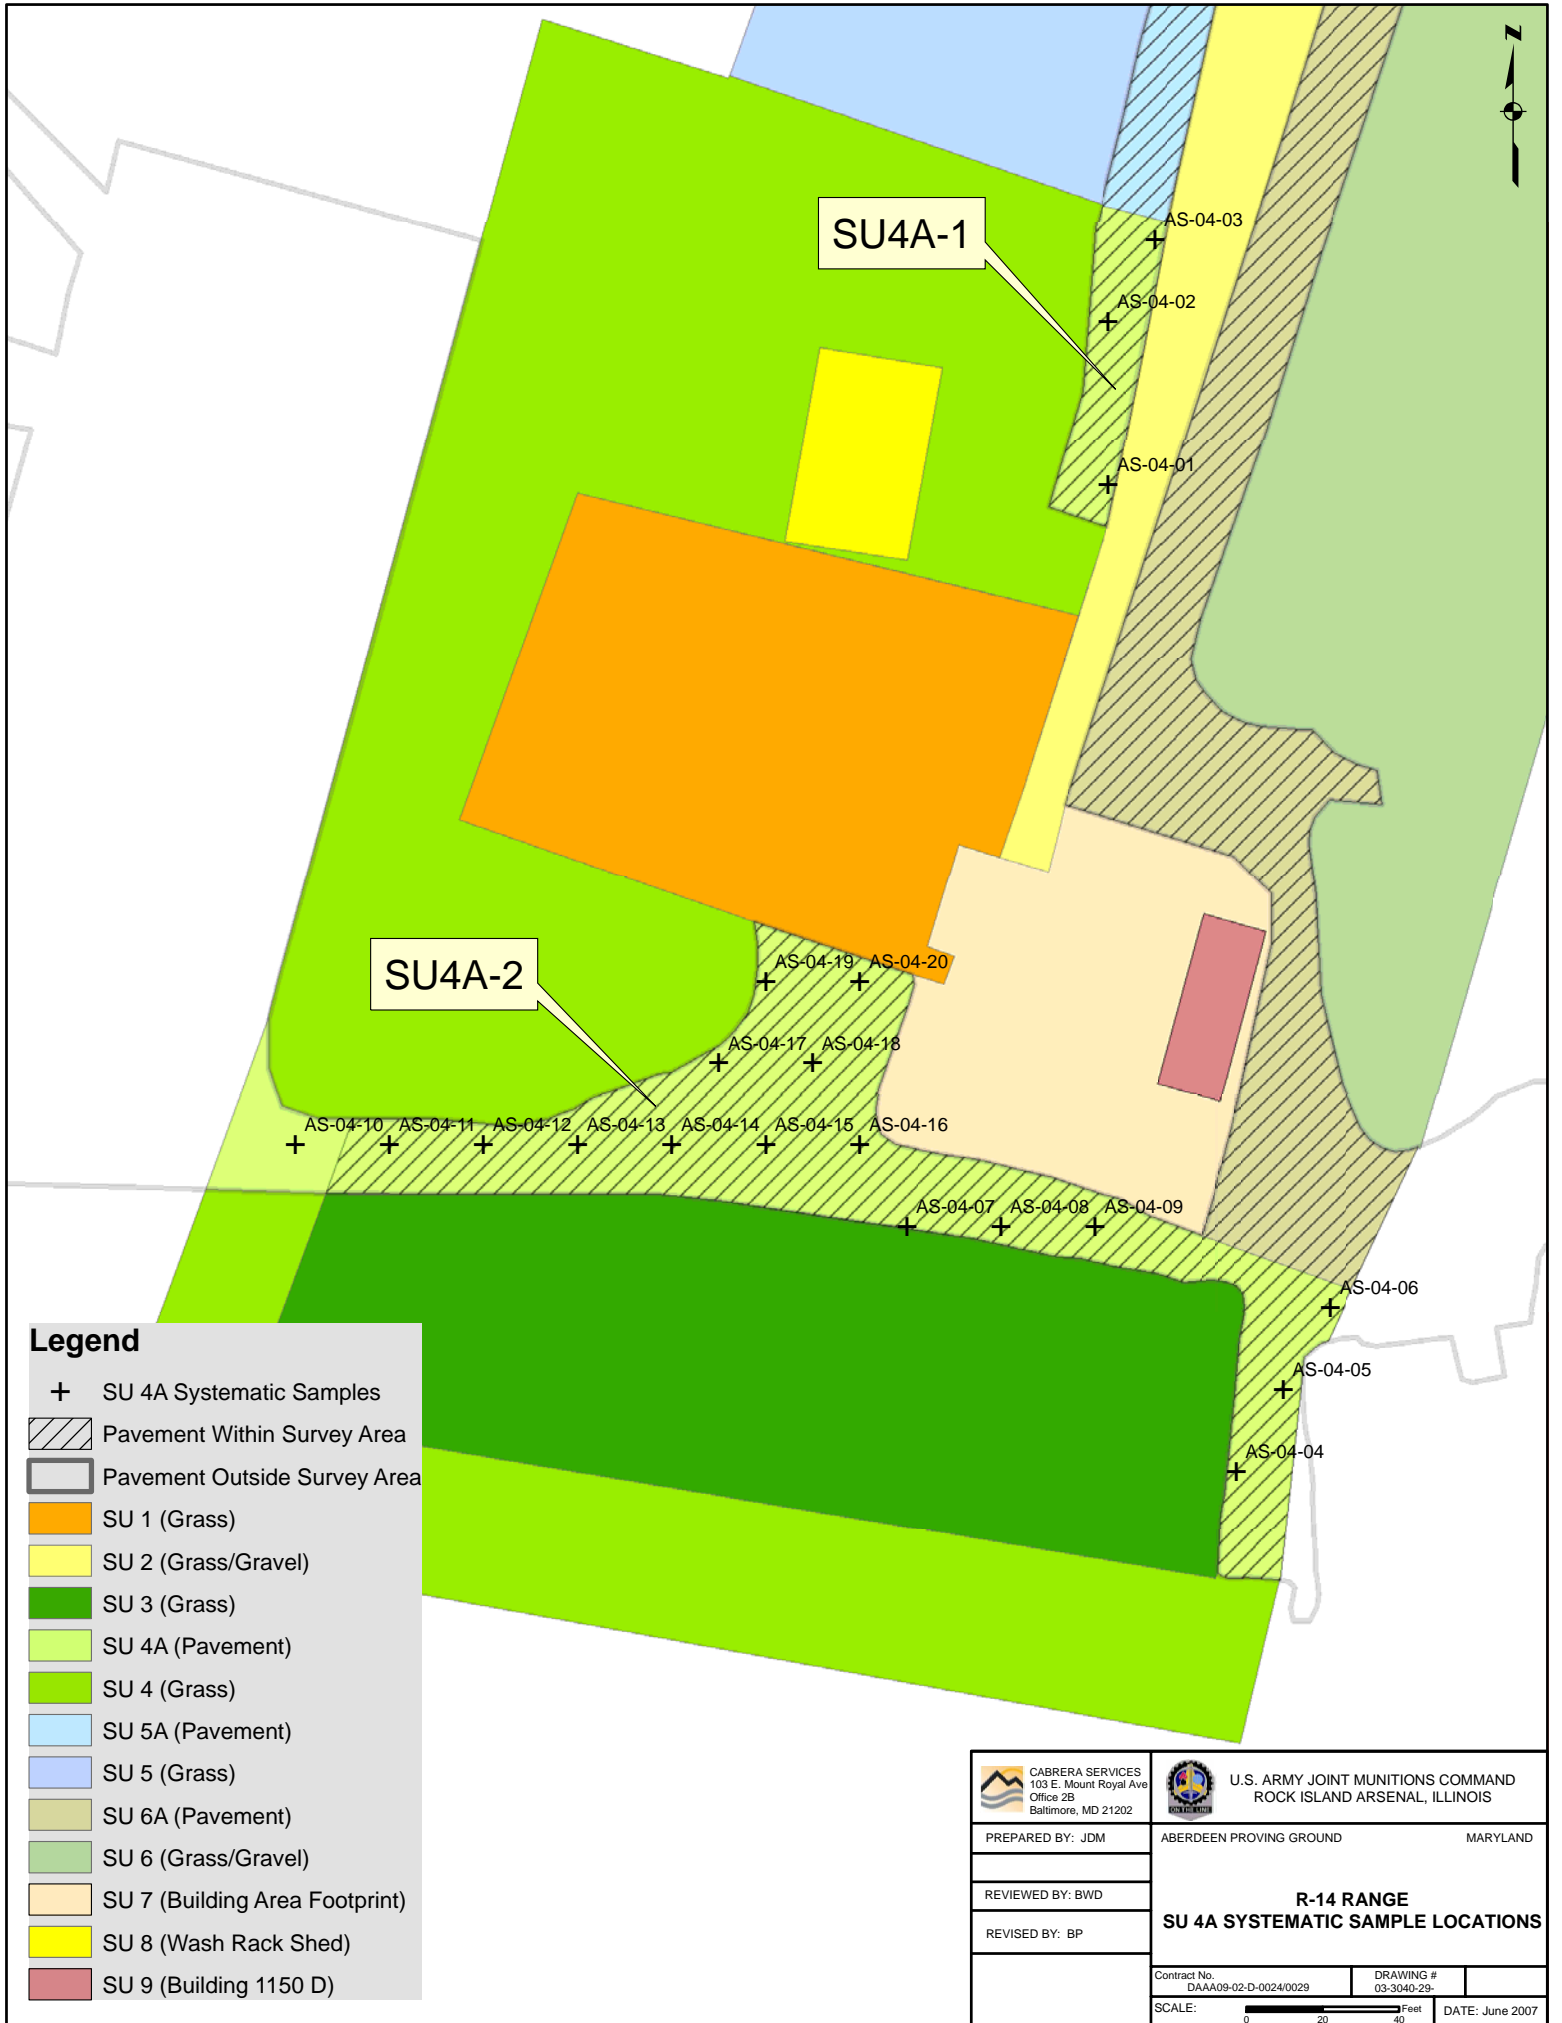 z
SU4A-1
AS-04-03
AS-04-02
AS-04-01
SU4A-2
AS-04-19
AS-04-20
AS-04-17
AS-04-18
AS-04-10
AS-04-11
AS-04-12
AS-04-13
AS-04-14
AS-04-15
AS-04-16
AS-04-07
AS-04-08
AS-04-09
AS-04-06
AS-04-05
AS-04-04
Legend
SU 4A Systematic Samples
Pavement Within Survey Area
Pavement Outside Survey Area
SU 1 (Grass)
SU 2 (Grass/Gravel)
SU 3 (Grass)
SU 4A (Pavement)
SU 4 (Grass)
SU 5A (Pavement)
SU 5 (Grass)
SU 6A (Pavement)
SU 6 (Grass/Gravel)
SU 7 (Building Area Footprint)
SU 8 (Wash Rack Shed)
SU 9 (Building 1150 D)
CABRERA SERVICES
103 E. Mount Royal Ave
Office 2B
Baltimore, MD 21202
ON THE LINE
U.S. ARMY JOINT MUNITIONS COMMAND
ROCK ISLAND ARSENAL, ILLINOIS
PREPARED BY: JDM
REVIEWED BY: BWD
REVISED BY: BP
ABERDEEN PROVING GROUND MARYLAND
R-14 RANGE
SU 4A SYSTEMATIC SAMPLE LOCATIONS
Contract No.
DAAA09-02-D-0024/0029
DRAWING #
03-3040-29-
SCALE:
Feet
0 20 40
DATE: June 2007